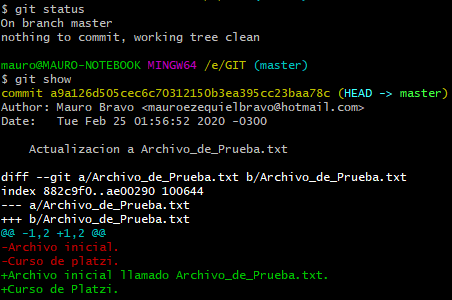 $ git status
On branch master
nothing to commit, working tree clean
mauro@MAURO-NOTEBOOK MINGW64 /e/GIT (master)
$ git show
commit a9a126d505cec6c70312150b3ea395cc23baa78c (HEAD -> master)
Author: Mauro Bravo <mauroezequielbravo@hotmail.com>
Date:   Tue Feb 25 01:56:52 2020 -0300
    Actualizacion a Archivo_de_Prueba.txt
diff --git a/Archivo_de_Prueba.txt b/Archivo_de_Prueba.txt
index 882c9f0..ae00290 100644
--- a/Archivo_de_Prueba.txt
+++ b/Archivo_de_Prueba.txt
@@ -1,2 +1,2 @@
-Archivo inicial.
-Curso de platzi.
+Archivo inicial llamado Archivo_de_Prueba.txt.
+Curso de Platzi.